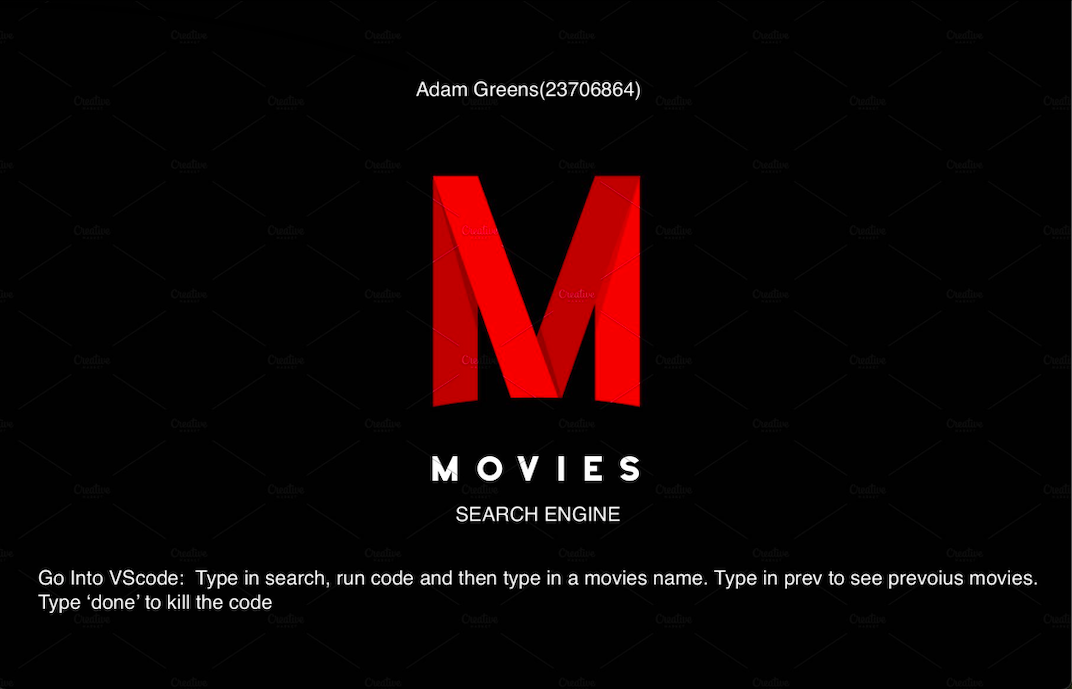 Adam Greens(23706864)
M
MOVIES
SEARCH ENGINE
Go Into VScode:  Type in search, run code and then type in a movies name. Type in prev to see prevoius movies.
Type ‘done’ to kill the code